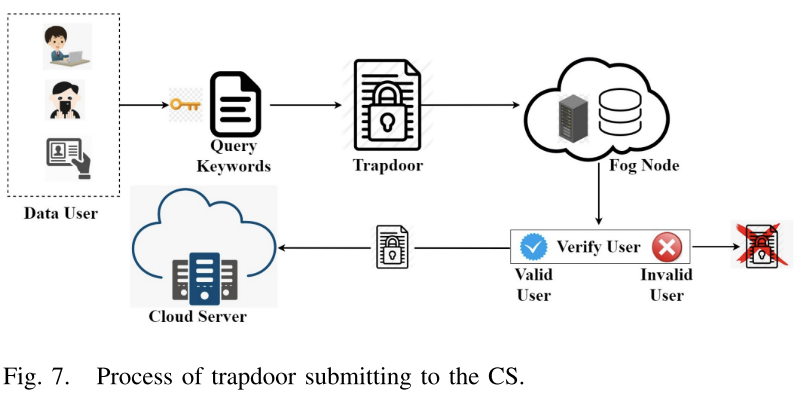 Query
Keywords
Trapdoor
Fog Node
Data User
Verify User
Valid
User
Invalid
User
Cloud Server
Fig. 7. Process of trapdoor submitting to the CS.